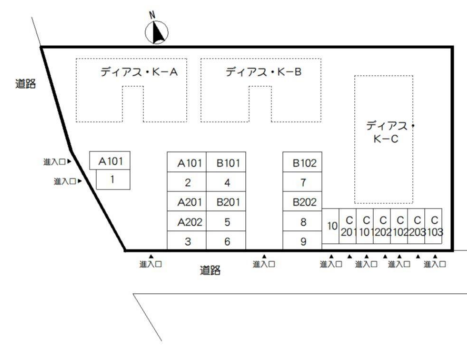 N
ディアス・K－A
ディアス・K－B
道路
ディアス・
K－C
進入口
A101
進入口
1
A101
B101
B102
2
4
7
A201
B201
B202
A202
5
8
3
6
9
10
C
201
C
101
C
202
C
102
C
203
C
103
進入口
進入口
進入口
進入口
進入口
進入口
道路